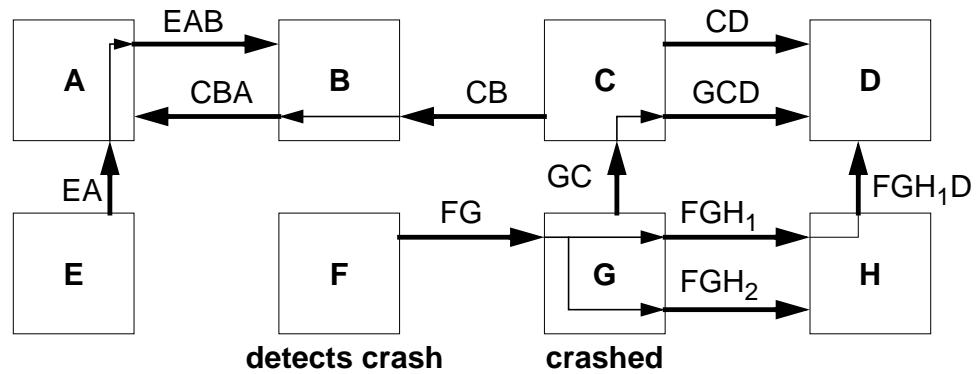 EAB
CD
A
B
C
D
CBA
CB
GCD
EA
GC
FGH₁D
FG
FGH₁
E
F
G
H
FGH₂
detects crash
crashed